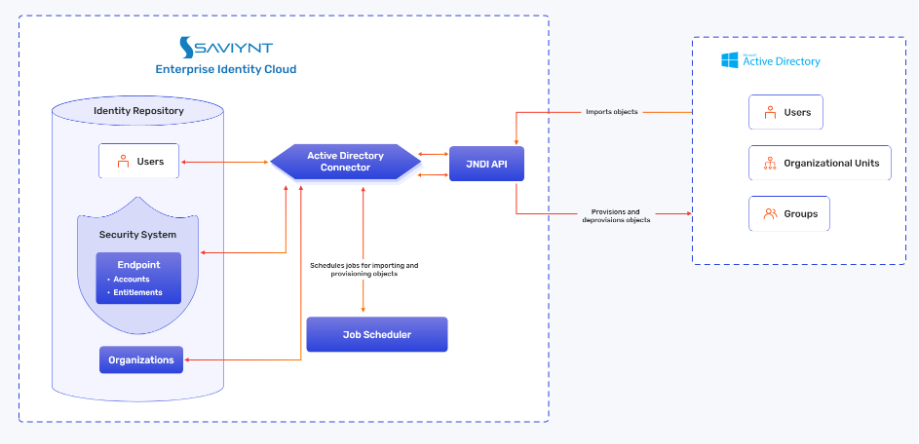 SAVIYNT
Enterprise Identity Cloud
Identity Repository
Users
Security System
Endpoint
• Accounts
• Entitlements
Organizations
Active Directory
Connector
JNDI API
Schedules jobs for importing and
provisioning objects
Job Scheduler
Imports objects
Provisions and
deprovisions objects
Microsoft
Active Directory
Users
Organizational Units
Groups